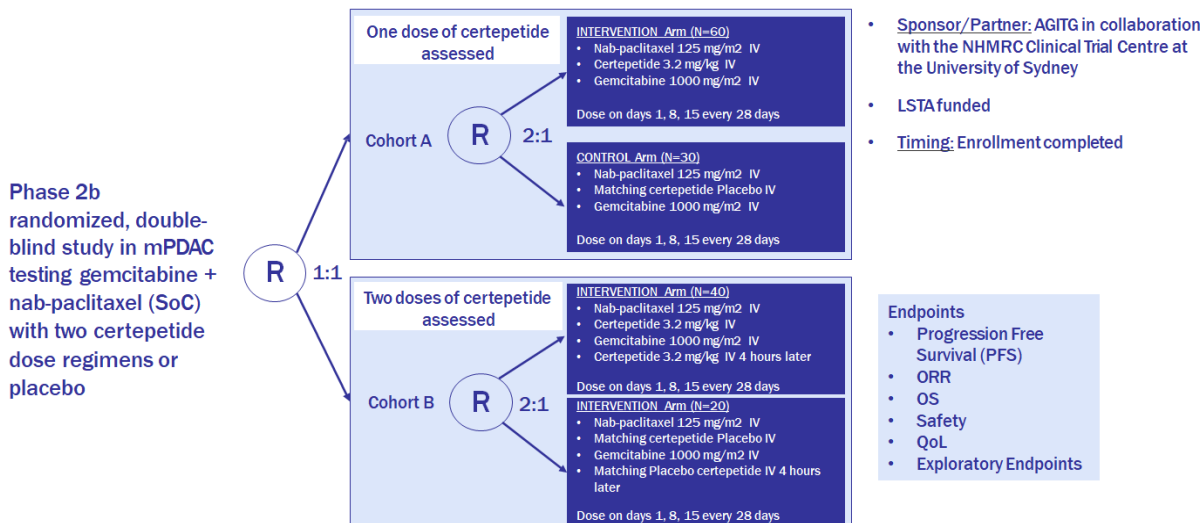 Phase 2b
randomized, double-
blind study in mPDAC
testing gemcitabine +
nab-paclitaxel (SoC)
with two certepetide
dose regimens or
placebo
R
1:1
One dose of certepetide
assessed
Cohort A
R
2:1
INTERVENTION Arm (N=60)
• Nab-paclitaxel 125 mg/m2 IV
• Certepetide 3.2 mg/kg IV
• Gemcitabine 1000 mg/m2 IV
Dose on days 1, 8, 15 every 28 days
CONTROL Arm (N=30)
• Nab-paclitaxel 125 mg/m2 IV
• Matching certepetide Placebo IV
• Gemcitabine 1000 mg/m2 IV
Dose on days 1, 8, 15 every 28 days
Two doses of certepetide
assessed
Cohort B
R
2:1
INTERVENTION Arm (N=40)
• Nab-paclitaxel 125 mg/m2 IV
• Certepetide 3.2 mg/kg IV
• Gemcitabine 1000 mg/m2 IV
• Certepetide 3.2 mg/kg IV 4 hours later
Dose on days 1, 8, 15 every 28 days
INTERVENTION Arm (N=20)
• Nab-paclitaxel 125 mg/m2 IV
• Matching certepetide Placebo IV
• Gemcitabine 1000 mg/m2 IV
• Matching Placebo certepetide IV 4 hours
later
Dose on days 1, 8, 15 every 28 days
• Sponsor/Partner: AGITG in collaboration
with the NHMRC Clinical Trial Centre at
the University of Sydney
• LSTA funded
• Timing: Enrollment completed
Endpoints
• Progression Free
Survival (PFS)
• ORR
• OS
• Safety
• QoL
• Exploratory Endpoints